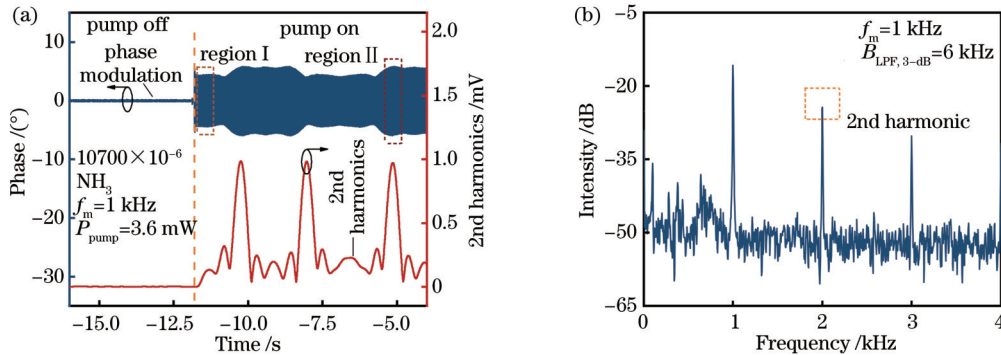 (a)
pump off
pump on
phase
modulation
region I
region II
10700×10⁻⁶
NH₃
fₘ=1 kHz
P_pump=3.6 mW
2nd
harmonics
Phase /(°)
10
0
−10
−20
−30
−15.0
−12.5
−10.0
−7.5
−5.0
Time /s
2.0
1.5
1.0
0.5
0
2nd harmonics /mV
(b)
fₘ=1 kHz
B_LPF, 3-dB=6 kHz
2nd harmonic
Intensity /dB
−5
−20
−35
−50
−65
0
1
2
3
4
Frequency /kHz